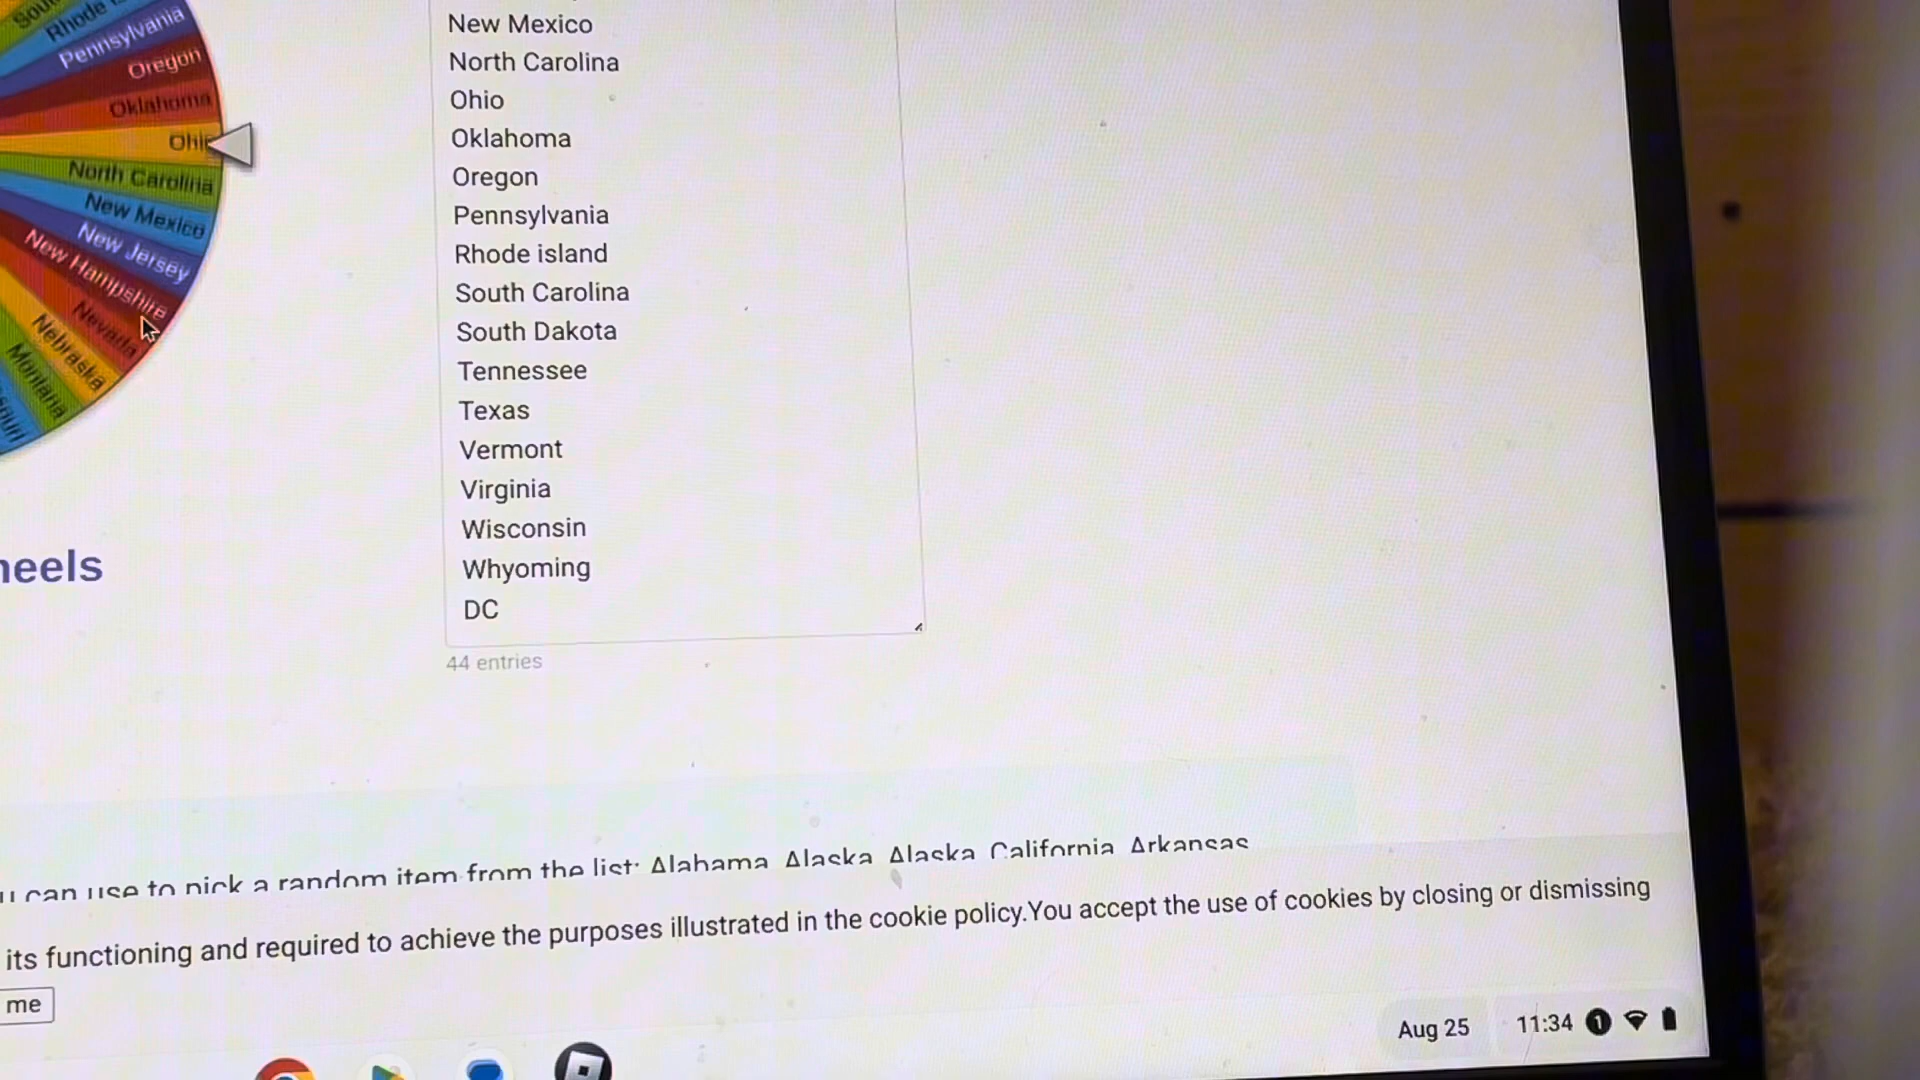 Rhode
Pennsylvania
Oregon
Oklahoma
Ohio
North Carolina
New Mexico
New Jersey
New Hampshire
Nevada
Nebraska
Montana
New Mexico
North Carolina
Ohio
Oklahoma
Oregon
Pennsylvania
Rhode island
South Carolina
South Dakota
Tennessee
Texas
Vermont
Virginia
Wisconsin
Whyoming
DC
44 entries
heels
u can use to pick a random item from the list: Alabama Alaska Alaska California Arkansas
its functioning and required to achieve the purposes illustrated in the cookie policy.You accept the use of cookies by closing or dismissing
me
Aug 25 11:34 1